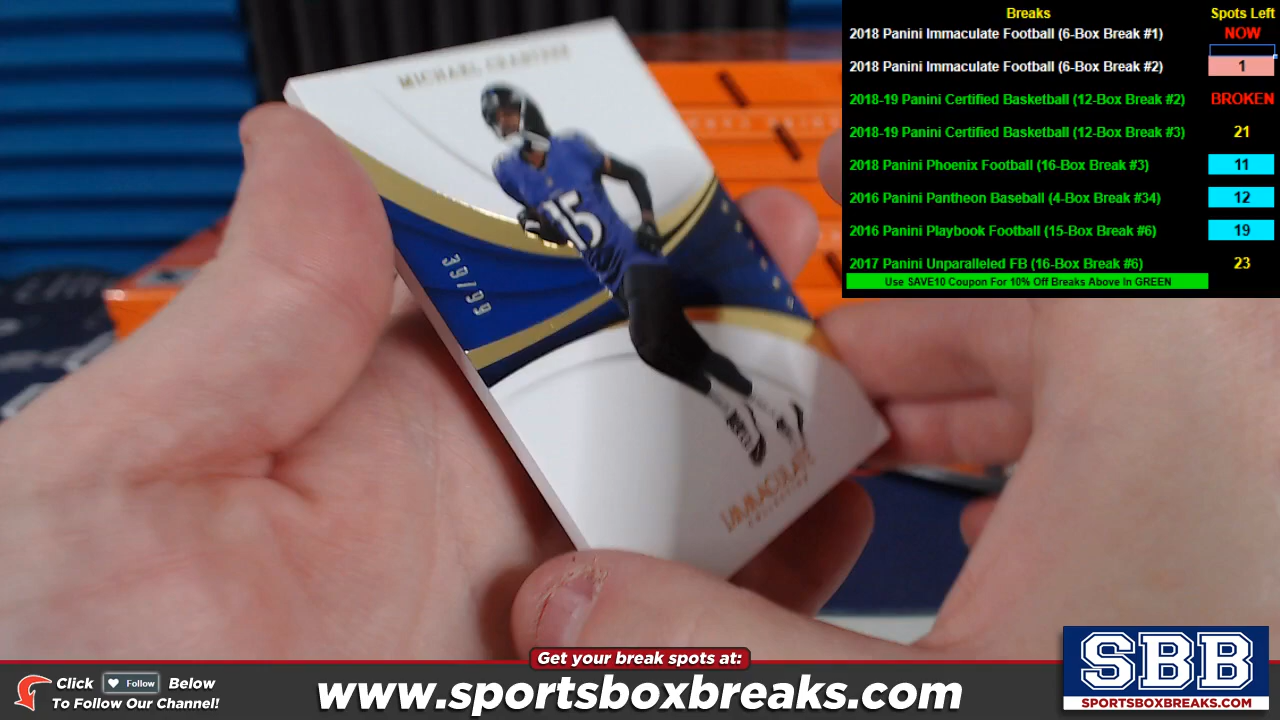 Breaks Spots Left
2018 Panini Immaculate Football (6-Box Break #1) NOW
2018 Panini Immaculate Football (6-Box Break #2) 1
2018-19 Panini Certified Basketball (12-Box Break #2) BROKEN
2018-19 Panini Certified Basketball (12-Box Break #3) 21
2018 Panini Phoenix Football (16-Box Break #3) 11
2016 Panini Pantheon Baseball (4-Box Break #34) 12
2016 Panini Playbook Football (15-Box Break #6) 19
2017 Panini Unparalleled FB (16-Box Break #6) 23
Use SAVE10 Coupon For 10% Off Breaks Above In GREEN
MICHAEL CRABTREE
15
39/99
IMMACULATE
COLLECTION
Get your break spots at:
Click Follow Below
To Follow Our Channel!
www.sportsboxbreaks.com
SBB
SPORTSBOXBREAKS.COM